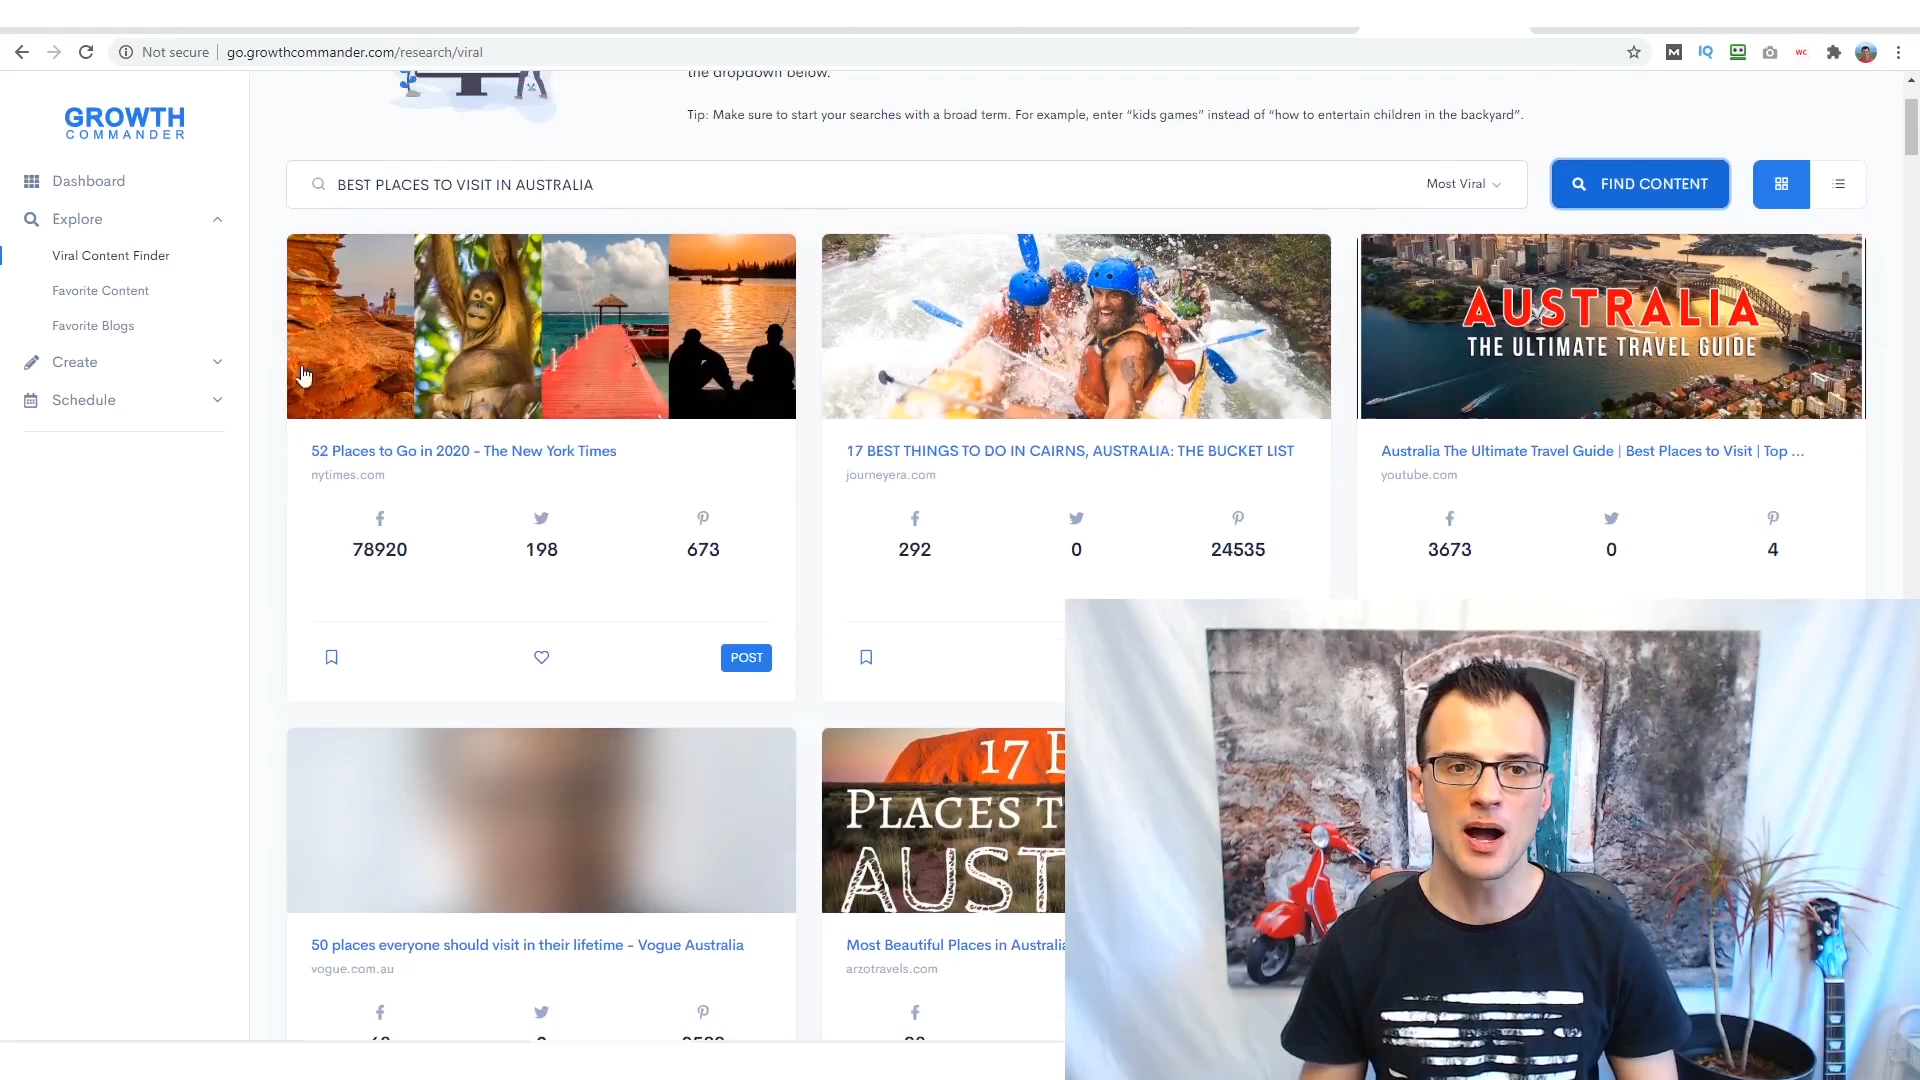 Not secure
go.growthcommander.com/research/viral
GROWTH
COMMANDER
Dashboard
Explore
Viral Content Finder
Favorite Content
Favorite Blogs
Create
Schedule
the dropdown below.
Tip: Make sure to start your searches with a broad term. For example, enter “kids games” instead of “how to entertain children in the backyard”.
BEST PLACES TO VISIT IN AUSTRALIA
Most Viral
FIND CONTENT
AUSTRALIA
THE ULTIMATE TRAVEL GUIDE
52 Places to Go in 2020 - The New York Times
nytimes.com
78920
198
673
POST
17 BEST THINGS TO DO IN CAIRNS, AUSTRALIA: THE BUCKET LIST
journeyera.com
292
0
24535
Australia The Ultimate Travel Guide | Best Places to Visit | Top ...
youtube.com
3673
0
4
50 places everyone should visit in their lifetime - Vogue Australia
vogue.com.au
17 B
PLACES T
AUST
Most Beautiful Places in Australia
arzotravels.com